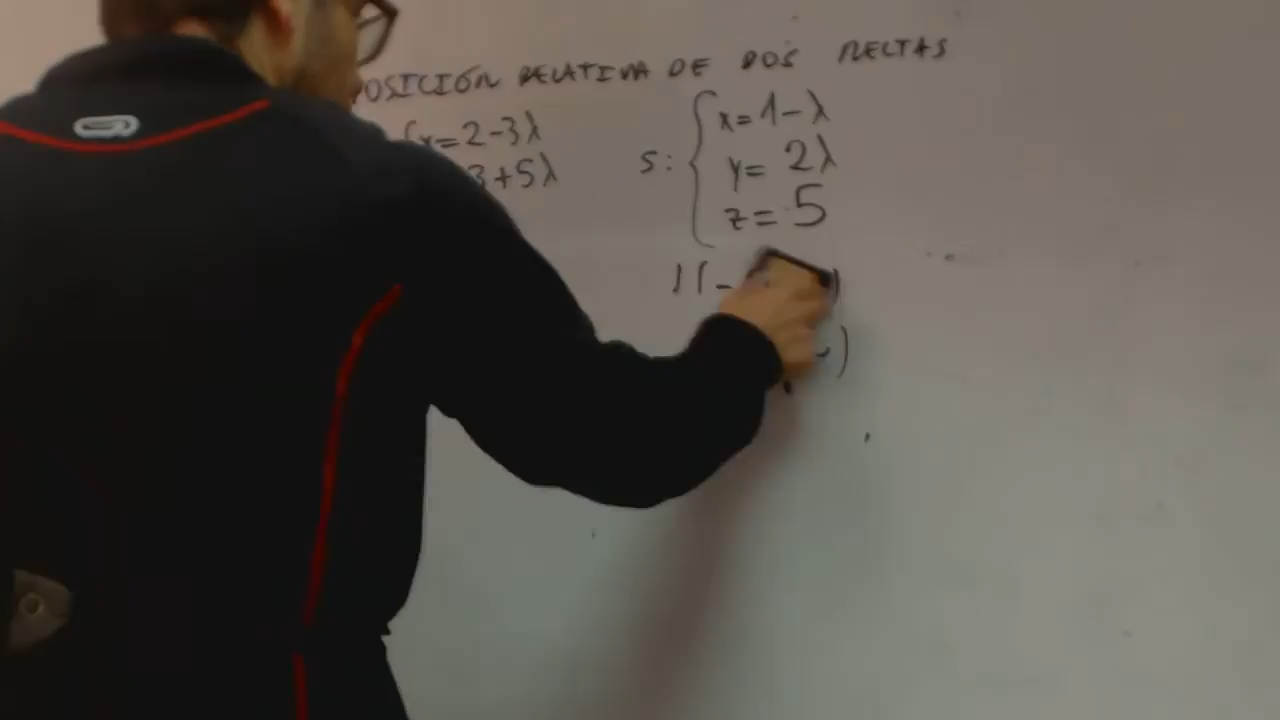 POSICIÓN RELATIVA DE DOS RECTAS
x=2-3λ
3+5λ
s: { x=1-λ
y= 2λ
z= 5